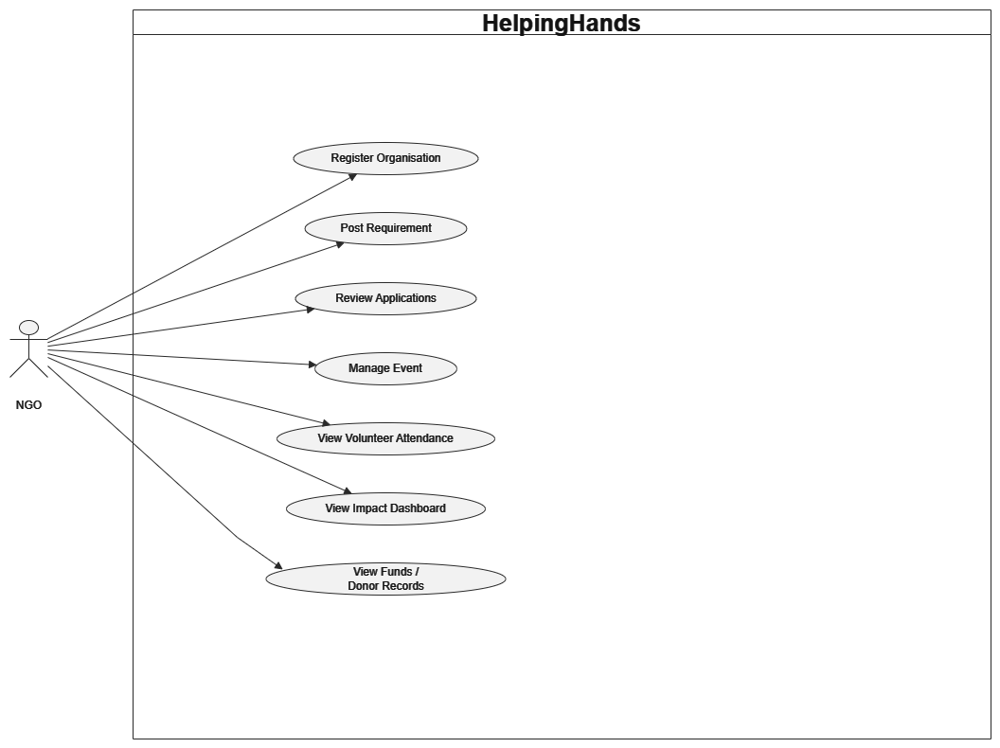 HelpingHands
Register Organisation
Post Requirement
Review Applications
Manage Event
NGO
View Volunteer Attendance
View Impact Dashboard
View Funds /
Donor Records